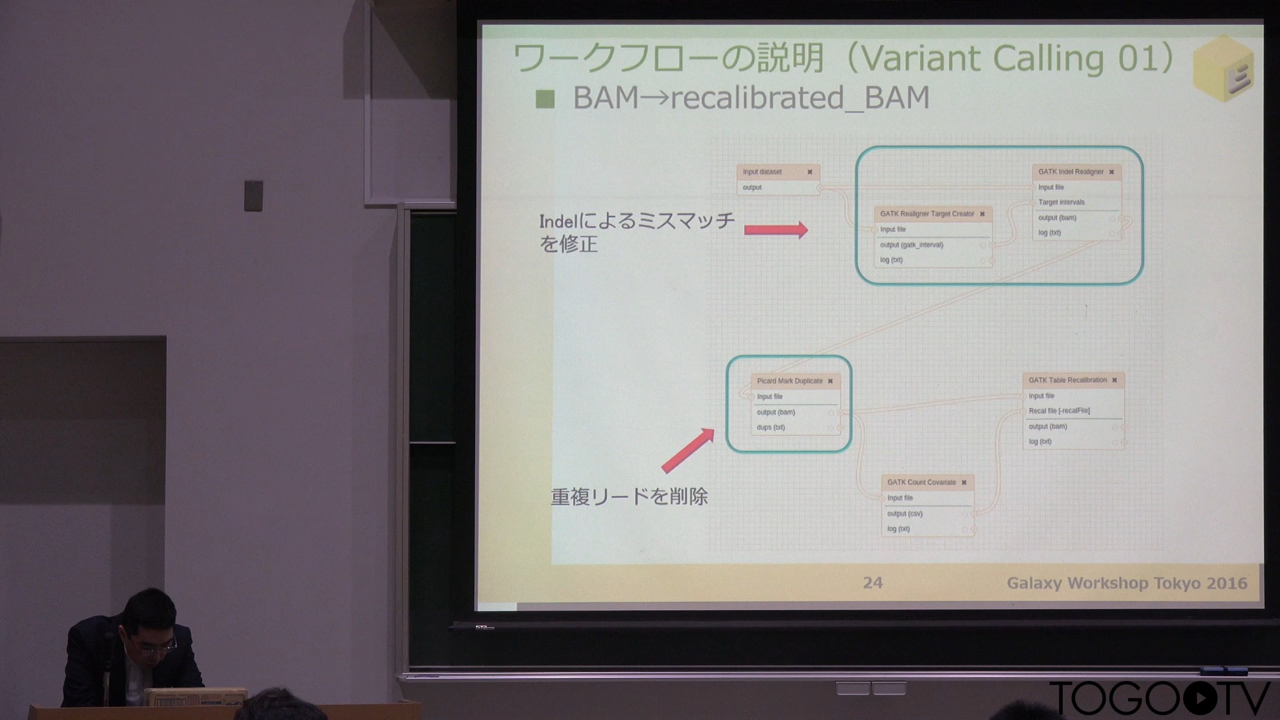 ワークフローの説明（Variant Calling 01）
■ BAM→recalibrated_BAM
Input dataset ✖
output
GATK Indel Realigner ✖
Input file
Target intervals
output (bam)
log (txt)
Indelによるミスマッチ
を修正
GATK Realigner Target Creator ✖
Input file
output (gatk_interval)
log (txt)
Picard Mark Duplicate ✖
Input file
output (bam)
dups (txt)
GATK Table Recalibration ✖
Input file
Recal file [-recalFile]
output (bam)
log (txt)
重複リードを削除
GATK Count Covariate ✖
Input file
output (csv)
log (txt)
24
Galaxy Workshop Tokyo 2016
TOGOTV